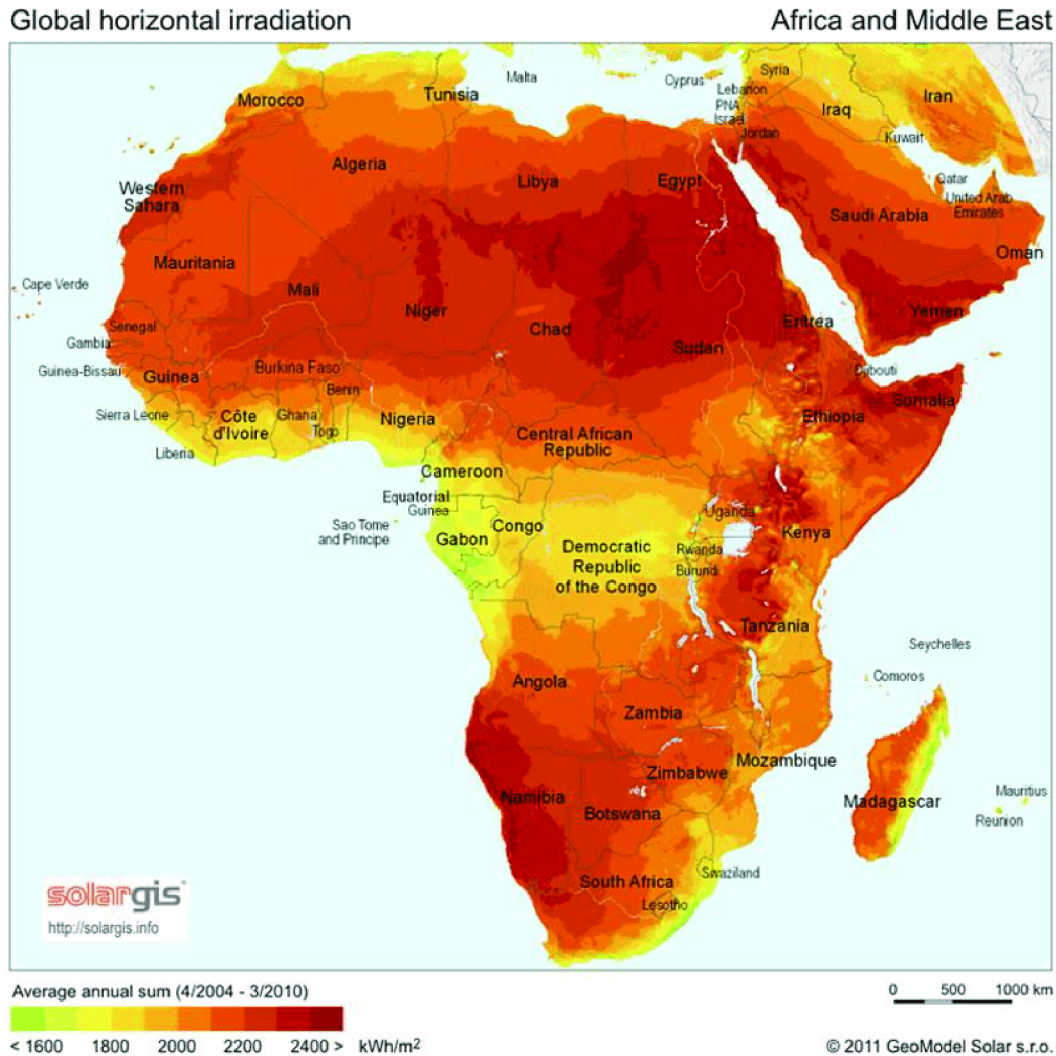 Global horizontal irradiation
Africa and Middle East
Malta
Cyprus
Syria
Lebanon
PNA
Israel
Jordan
Iraq
Iran
Kuwait
Morocco
Tunisia
Algeria
Libya
Egypt
Qatar
United Arab
Emirates
Saudi Arabia
Oman
Western
Sahara
Mauritania
Mali
Niger
Chad
Sudan
Eritrea
Yemen
Cape Verde
Senegal
Gambia
Guinea-Bissau
Guinea
Burkina Faso
Benin
Djibouti
Somalia
Ethiopia
Sierra Leone
Côte
d'Ivoire
Ghana
Togo
Nigeria
Liberia
Central African
Republic
Cameroon
Equatorial
Guinea
Sao Tome
and Principe
Gabon
Congo
Uganda
Kenya
Democratic
Republic
of the Congo
Rwanda
Burundi
Tanzania
Seychelles
Comoros
Angola
Zambia
Mozambique
Zimbabwe
Namibia
Botswana
Madagascar
Mauritius
Reunion
South Africa
Swaziland
Lesotho
solargis
http://solargis.info
Average annual sum (4/2004 - 3/2010)
< 1600 1800 2000 2200 2400 > kWh/m²
0 500 1000 km
© 2011 GeoModel Solar s.r.o.